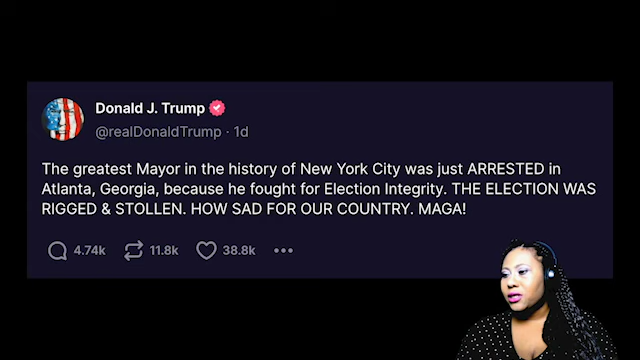 Donald J. Trump
@realDonaldTrump · 1d
The greatest Mayor in the history of New York City was just ARRESTED in
Atlanta, Georgia, because he fought for Election Integrity. THE ELECTION WAS
RIGGED & STOLLEN. HOW SAD FOR OUR COUNTRY. MAGA!
4.74k 11.8k 38.8k